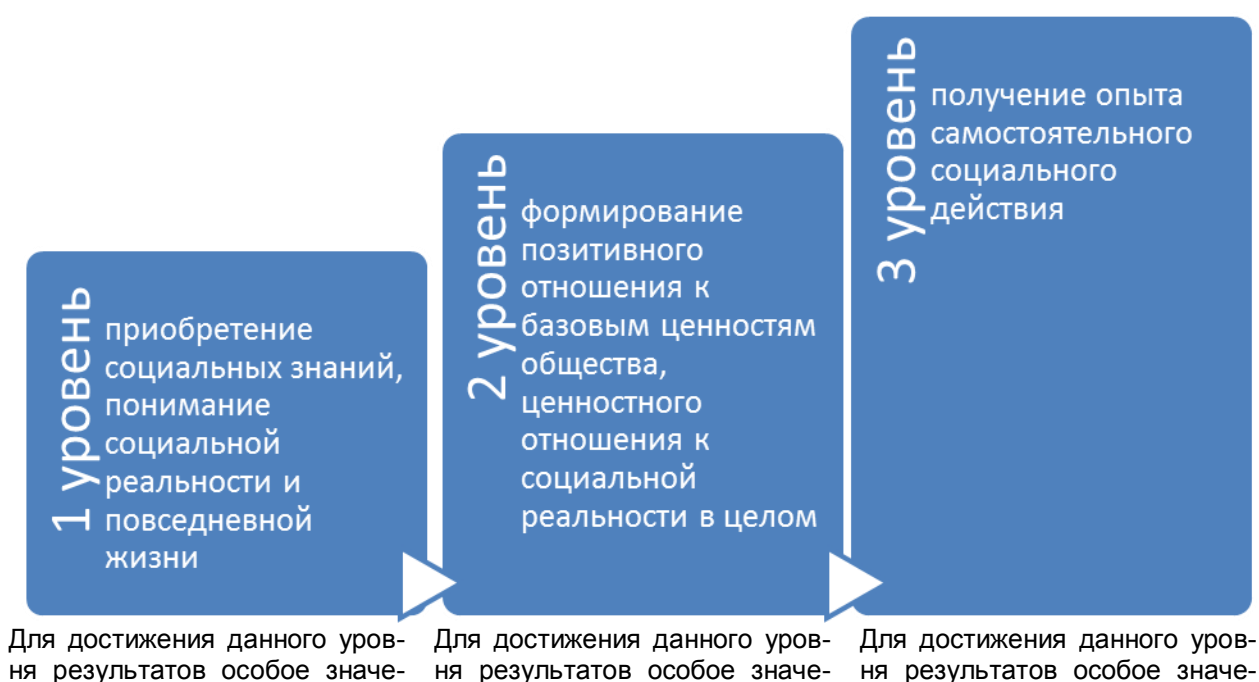 1 уровень
приобретение
социальных знаний,
понимание
социальной
реальности и
повседневной
жизни
2 уровень
формирование
позитивного
отношения к
базовым ценностям
общества,
ценностного
отношения к
социальной
реальности в целом
3 уровень
получение опыта
самостоятельного
социального
действия
Для достижения данного уров-
ня результатов особое значе-
Для достижения данного уров-
ня результатов особое значе-
Для достижения данного уров-
ня результатов особое значе-